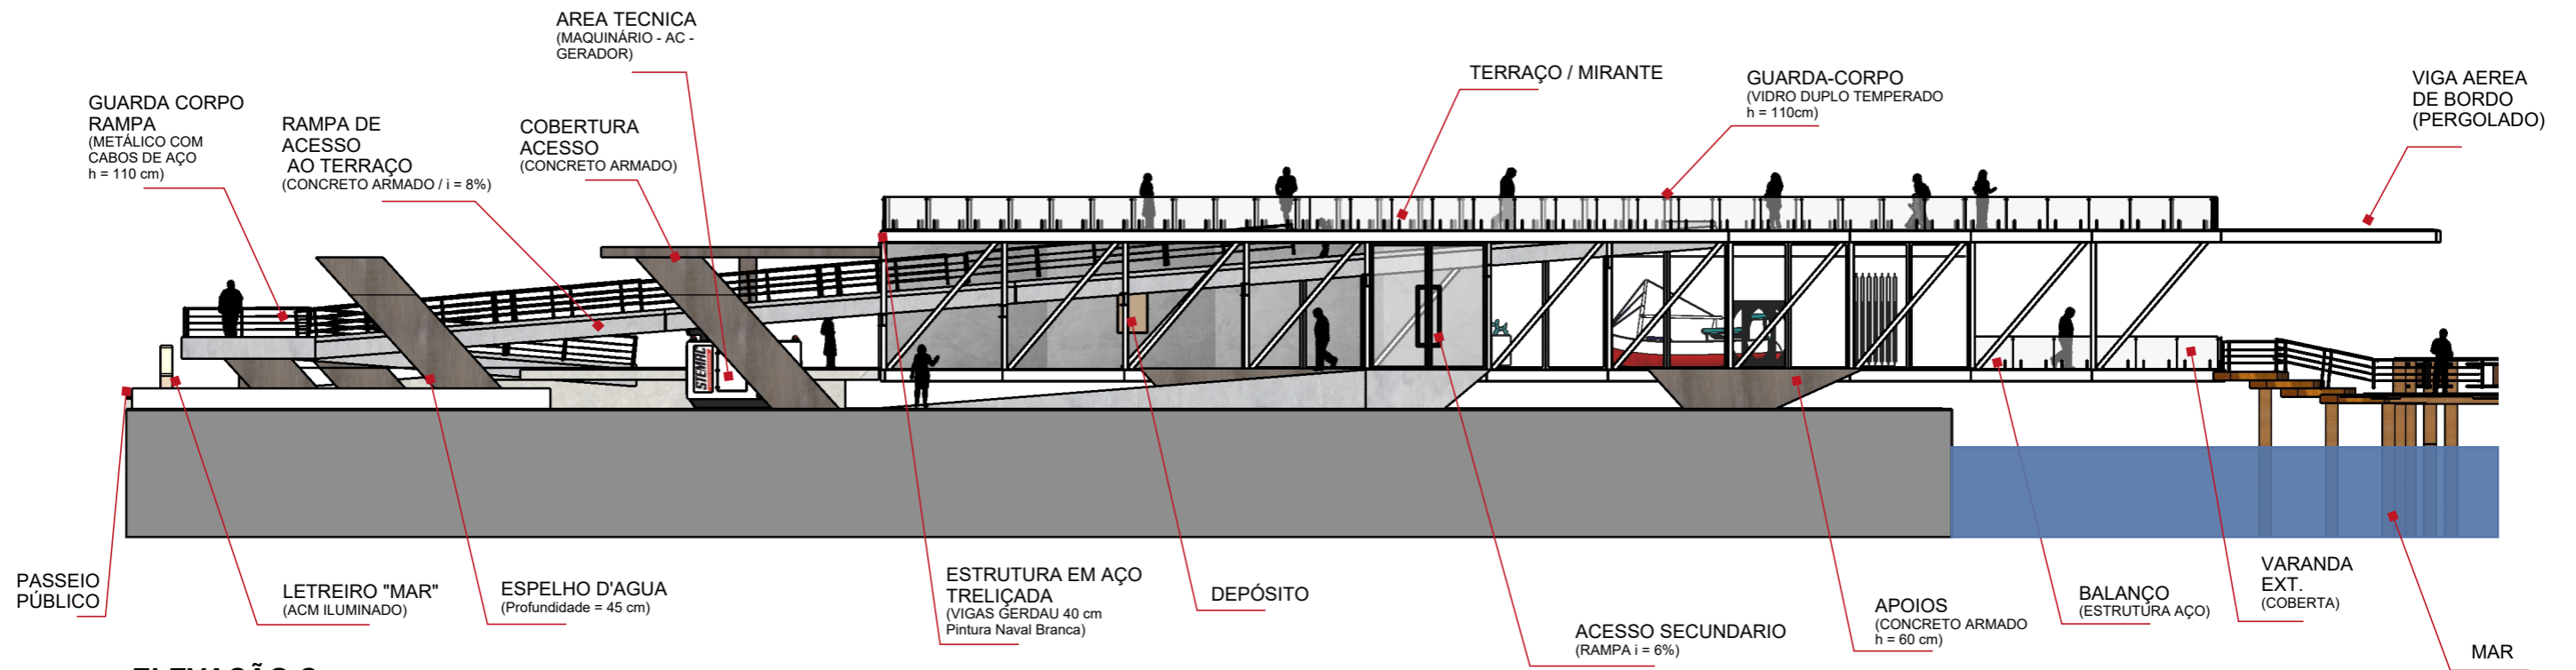 AREA TECNICA
(MAQUINÁRIO - AC -
GERADOR)
GUARDA CORPO
RAMPA
(METÁLICO COM
CABOS DE AÇO
h = 110 cm)
RAMPA DE
ACESSO
AO TERRAÇO
(CONCRETO ARMADO / i = 8%)
COBERTURA
ACESSO
(CONCRETO ARMADO)
TERRAÇO / MIRANTE
GUARDA-CORPO
(VIDRO DUPLO TEMPERADO
h = 110cm)
VIGA AEREA
DE BORDO
(PERGOLADO)
STEMAC
PASSEIO
PÚBLICO
LETREIRO "MAR"
(ACM ILUMINADO)
ESPELHO D'AGUA
(Profundidade = 45 cm)
ESTRUTURA EM AÇO
TRELIÇADA
(VIGAS GERDAU 40 cm
Pintura Naval Branca)
DEPÓSITO
ACESSO SECUNDARIO
(RAMPA i = 6%)
APOIOS
(CONCRETO ARMADO
h = 60 cm)
BALANÇO
(ESTRUTURA AÇO)
VARANDA
EXT.
(COBERTA)
MAR